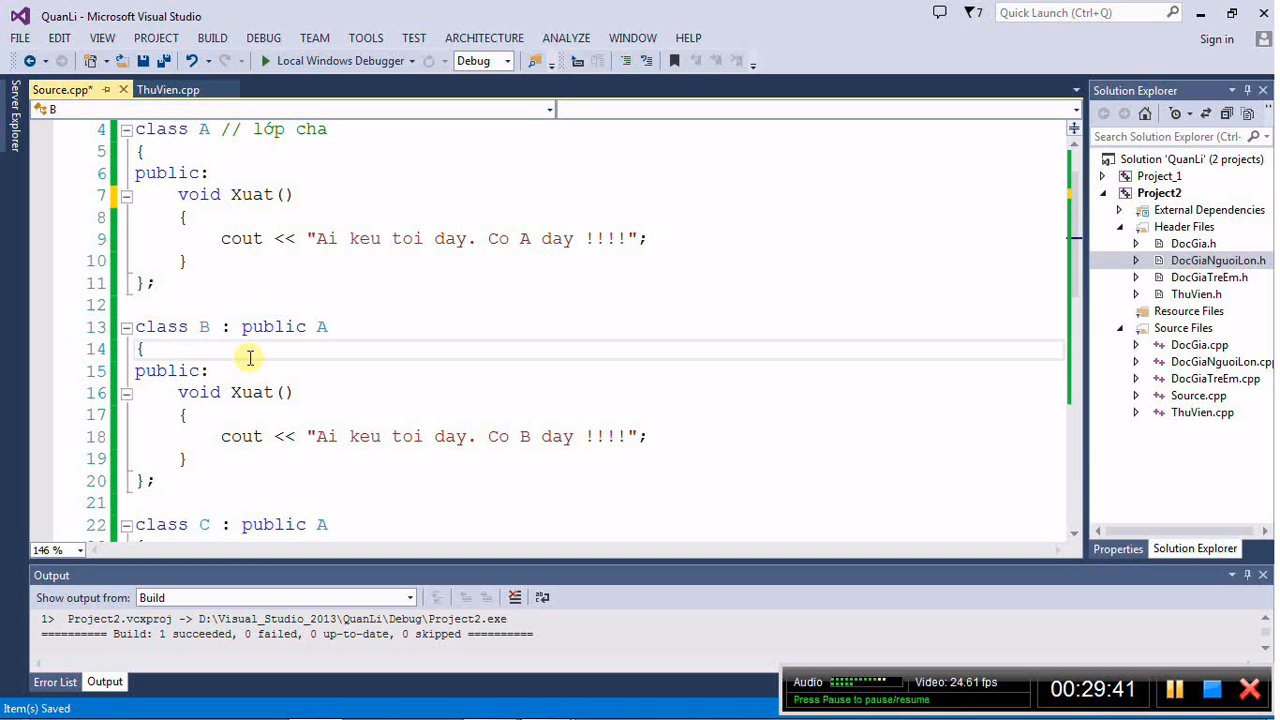 QuanLi - Microsoft Visual Studio
7
Quick Launch (Ctrl+Q)
FILE EDIT VIEW PROJECT BUILD DEBUG TEAM TOOLS TEST ARCHITECTURE ANALYZE WINDOW HELP
Sign in
Local Windows Debugger
Debug
Server Explorer
Source.cpp*
ThuVien.cpp
B
4 class A // lớp cha
5 {
6 public:
7 void Xuat()
8 {
9 cout << "Ai keu toi day. Co A day !!!!";
10 }
11 };
12
13 class B : public A
14 {
15 public:
16 void Xuat()
17 {
18 cout << "Ai keu toi day. Co B day !!!!";
19 }
20 };
21
22 class C : public A
146 %
Solution Explorer
Search Solution Explorer (Ctrl+
Solution 'QuanLi' (2 projects)
Project_1
Project2
External Dependencies
Header Files
DocGia.h
DocGiaNguoiLon.h
DocGiaTreEm.h
ThuVien.h
Resource Files
Source Files
DocGia.cpp
DocGiaNguoiLon.cpp
DocGiaTreEm.cpp
Source.cpp
ThuVien.cpp
Properties
Solution Explorer
Output
Show output from: Build
1> Project2.vcxproj -> D:\Visual_Studio_2013\QuanLi\Debug\Project2.exe
========== Build: 1 succeeded, 0 failed, 0 up-to-date, 0 skipped ==========
Error List
Output
Item(s) Saved
Audio
Video: 24.61 fps
Press Pause to pause/resume
00:29:41